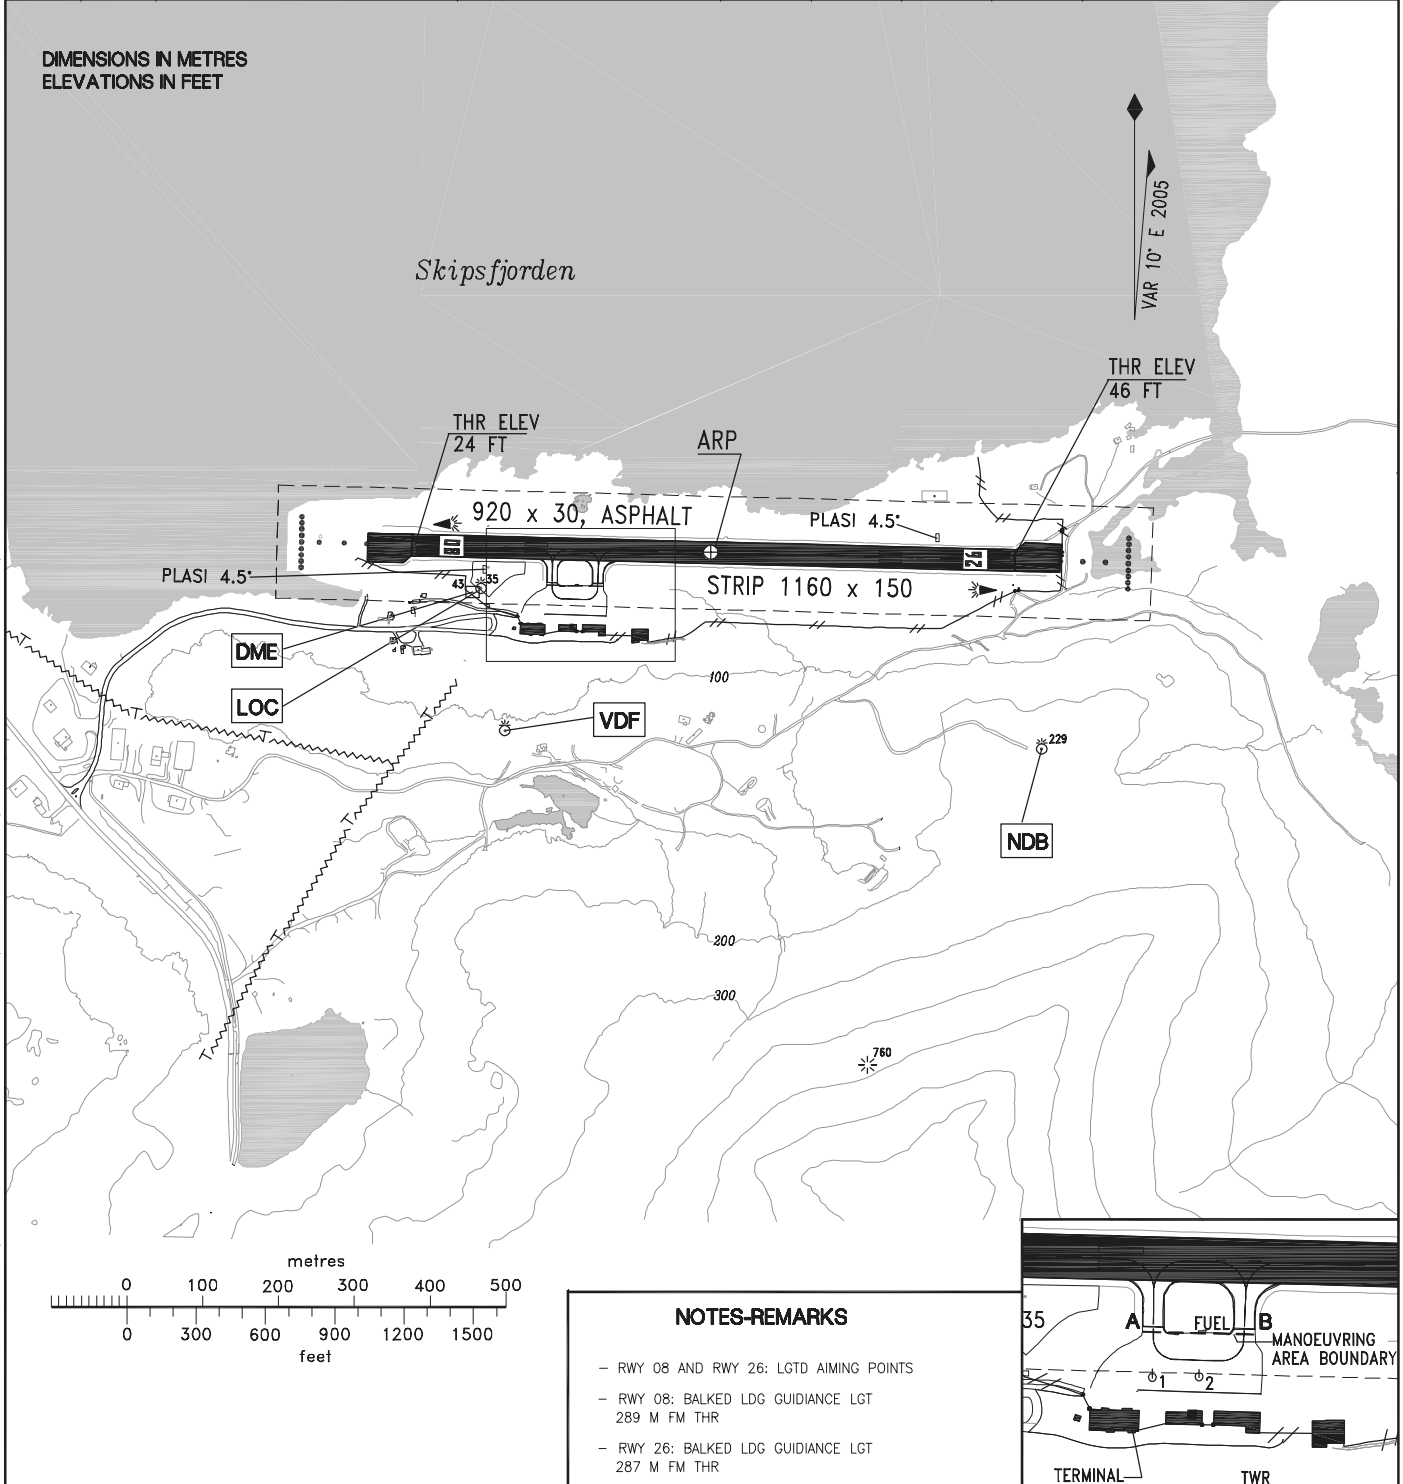 DIMENSIONS IN METRES
ELEVATIONS IN FEET
VAR 10° E 2005
Skipsfjorden
THR ELEV
46 FT
THR ELEV
24 FT
ARP
920 x 30, ASPHALT
PLASI 4.5°
08
26
PLASI 4.5°
43
35
STRIP 1160 x 150
DME
LOC
100
VDF
229
NDB
200
300
760
metres
0 100 200 300 400 500
0 300 600 900 1200 1500
feet
NOTES-REMARKS
– RWY 08 AND RWY 26: LGTD AIMING POINTS
– RWY 08: BALKED LDG GUIDIANCE LGT
289 M FM THR
– RWY 26: BALKED LDG GUIDIANCE LGT
287 M FM THR
35
A FUEL B
MANOEUVRING
AREA BOUNDARY
1 2
TERMINAL TWR